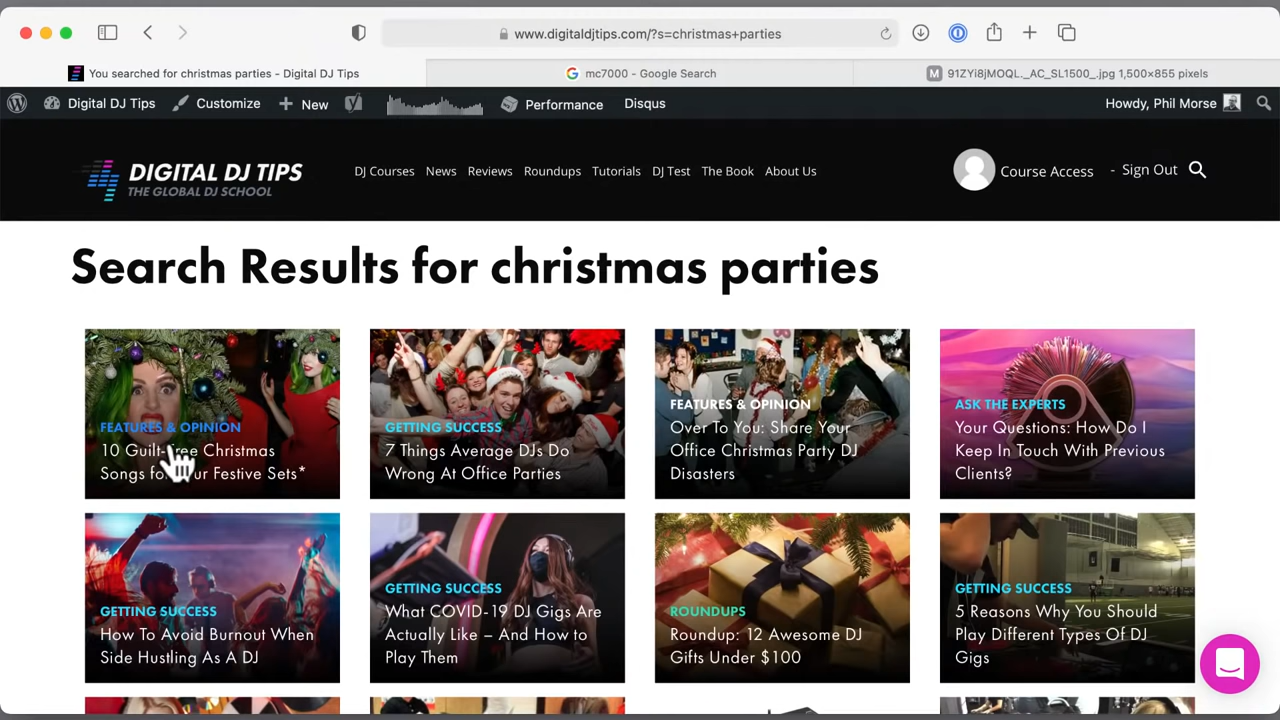 www.digitaldjtips.com/?s=christmas+parties
You searched for christmas parties - Digital DJ Tips
mc7000 - Google Search
M 91ZYi8jMOQL._AC_SL1500_.jpg 1,500×855 pixels
Digital DJ Tips
Customize
New
Performance
Disqus
Howdy, Phil Morse
DIGITAL DJ TIPS
THE GLOBAL DJ SCHOOL
DJ Courses
News
Reviews
Roundups
Tutorials
DJ Test
The Book
About Us
Course Access
- Sign Out
Search Results for christmas parties
FEATURES & OPINION
10 Guilt-Free Christmas
Songs Festive Sets*
GETTING SUCCESS
7 Things Average DJs Do
Wrong At Office Parties
FEATURES & OPINION
Over To You: Share Your
Office Christmas Party DJ
Disasters
ASK THE EXPERTS
Your Questions: How Do I
Keep In Touch With Previous
Clients?
GETTING SUCCESS
How To Avoid Burnout When
Side Hustling As A DJ
GETTING SUCCESS
What COVID-19 DJ Gigs Are
Actually Like – And How to
Play Them
ROUNDUPS
Roundup: 12 Awesome DJ
Gifts Under $100
GETTING SUCCESS
5 Reasons Why You Should
Play Different Types Of DJ
Gigs